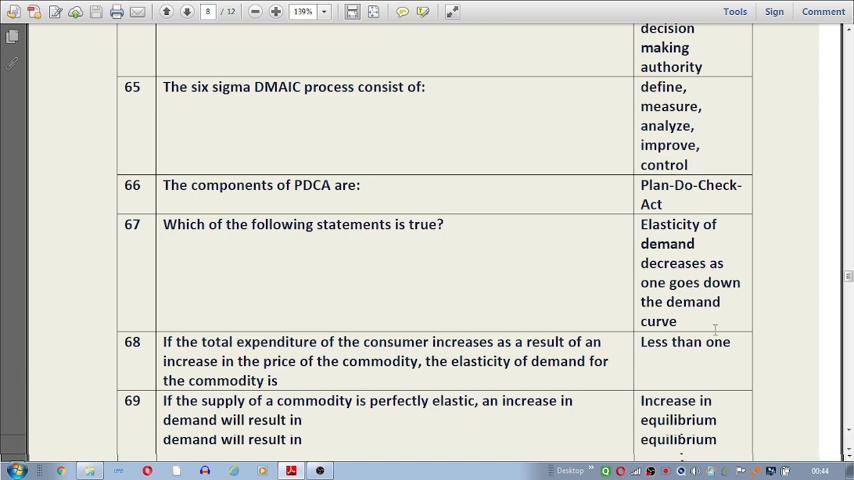 8 / 12
139%
Tools
Sign
Comment
decision
making
authority
65 The six sigma DMAIC process consist of: define,
measure,
analyze,
improve,
control
66 The components of PDCA are: Plan-Do-Check-
Act
67 Which of the following statements is true? Elasticity of
demand
decreases as
one goes down
the demand
curve
68 If the total expenditure of the consumer increases as a result of an Less than one
increase in the price of the commodity, the elasticity of demand for
the commodity is
69 If the supply of a commodity is perfectly elastic, an increase in Increase in
demand will result in equilibrium
demand will result in equilibrium
Desktop
00:44